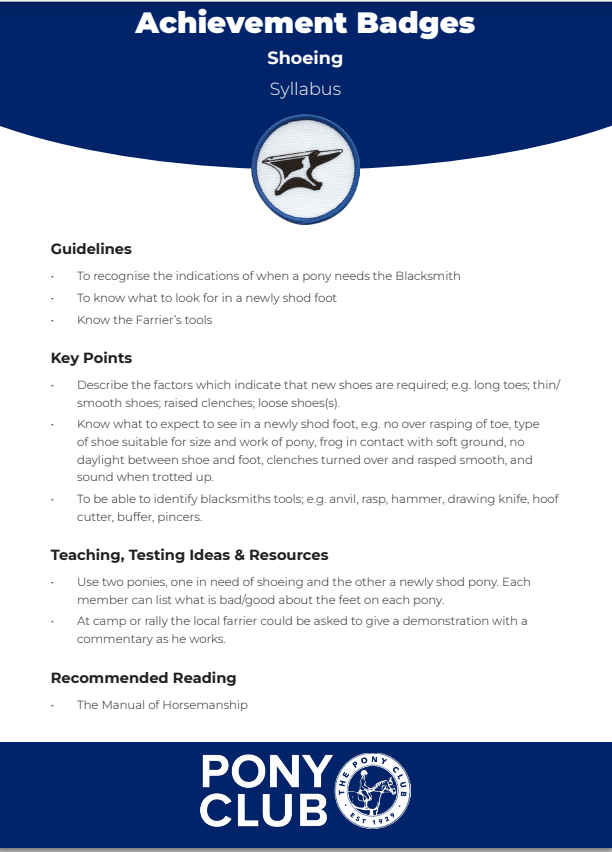 Achievement Badges
Shoeing
Syllabus
Guidelines
• To recognise the indications of when a pony needs the Blacksmith
• To know what to look for in a newly shod foot
• Know the Farrier’s tools
Key Points
• Describe the factors which indicate that new shoes are required; e.g. long toes; thin/
smooth shoes; raised clenches; loose shoes(s).
• Know what to expect to see in a newly shod foot, e.g. no over rasping of toe, type
of shoe suitable for size and work of pony, frog in contact with soft ground, no
daylight between shoe and foot, clenches turned over and rasped smooth, and
sound when trotted up.
• To be able to identify blacksmiths tools; e.g. anvil, rasp, hammer, drawing knife, hoof
cutter, buffer, pincers.
Teaching, Testing Ideas & Resources
• Use two ponies, one in need of shoeing and the other a newly shod pony. Each
member can list what is bad/good about the feet on each pony.
• At camp or rally the local farrier could be asked to give a demonstration with a
commentary as he works.
Recommended Reading
• The Manual of Horsemanship
PONY
CLUB
THE PONY CLUB
• EST 1929 •